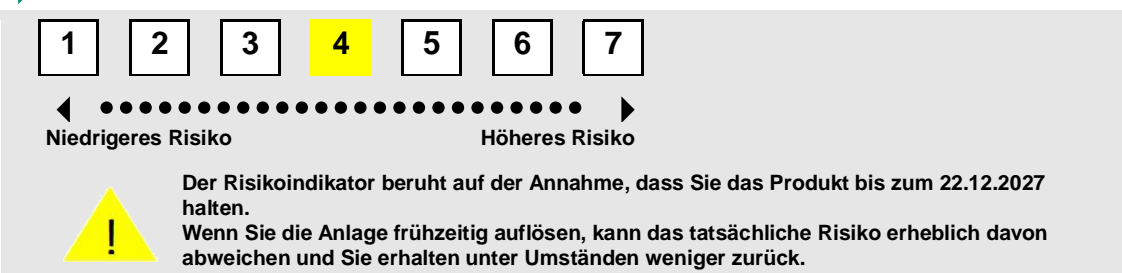 1 2 3 4 5 6 7
Niedrigeres Risiko Höheres Risiko
Der Risikoindikator beruht auf der Annahme, dass Sie das Produkt bis zum 22.12.2027
halten.
Wenn Sie die Anlage frühzeitig auflösen, kann das tatsächliche Risiko erheblich davon
abweichen und Sie erhalten unter Umständen weniger zurück.
!